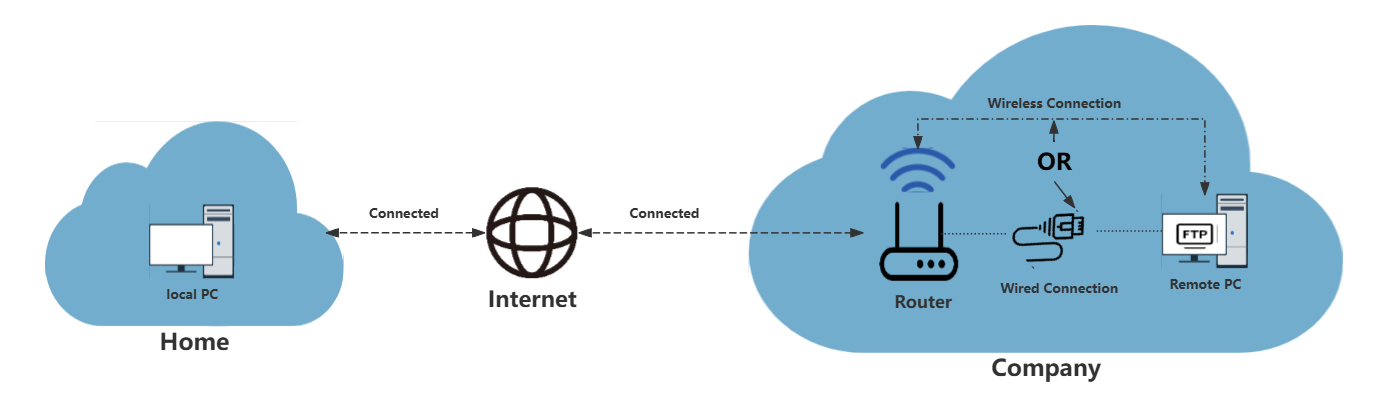 Wireless Connection
OR
Connected
Connected
FTP
local PC
Internet
Router
Wired Connection
Remote PC
Home
Company